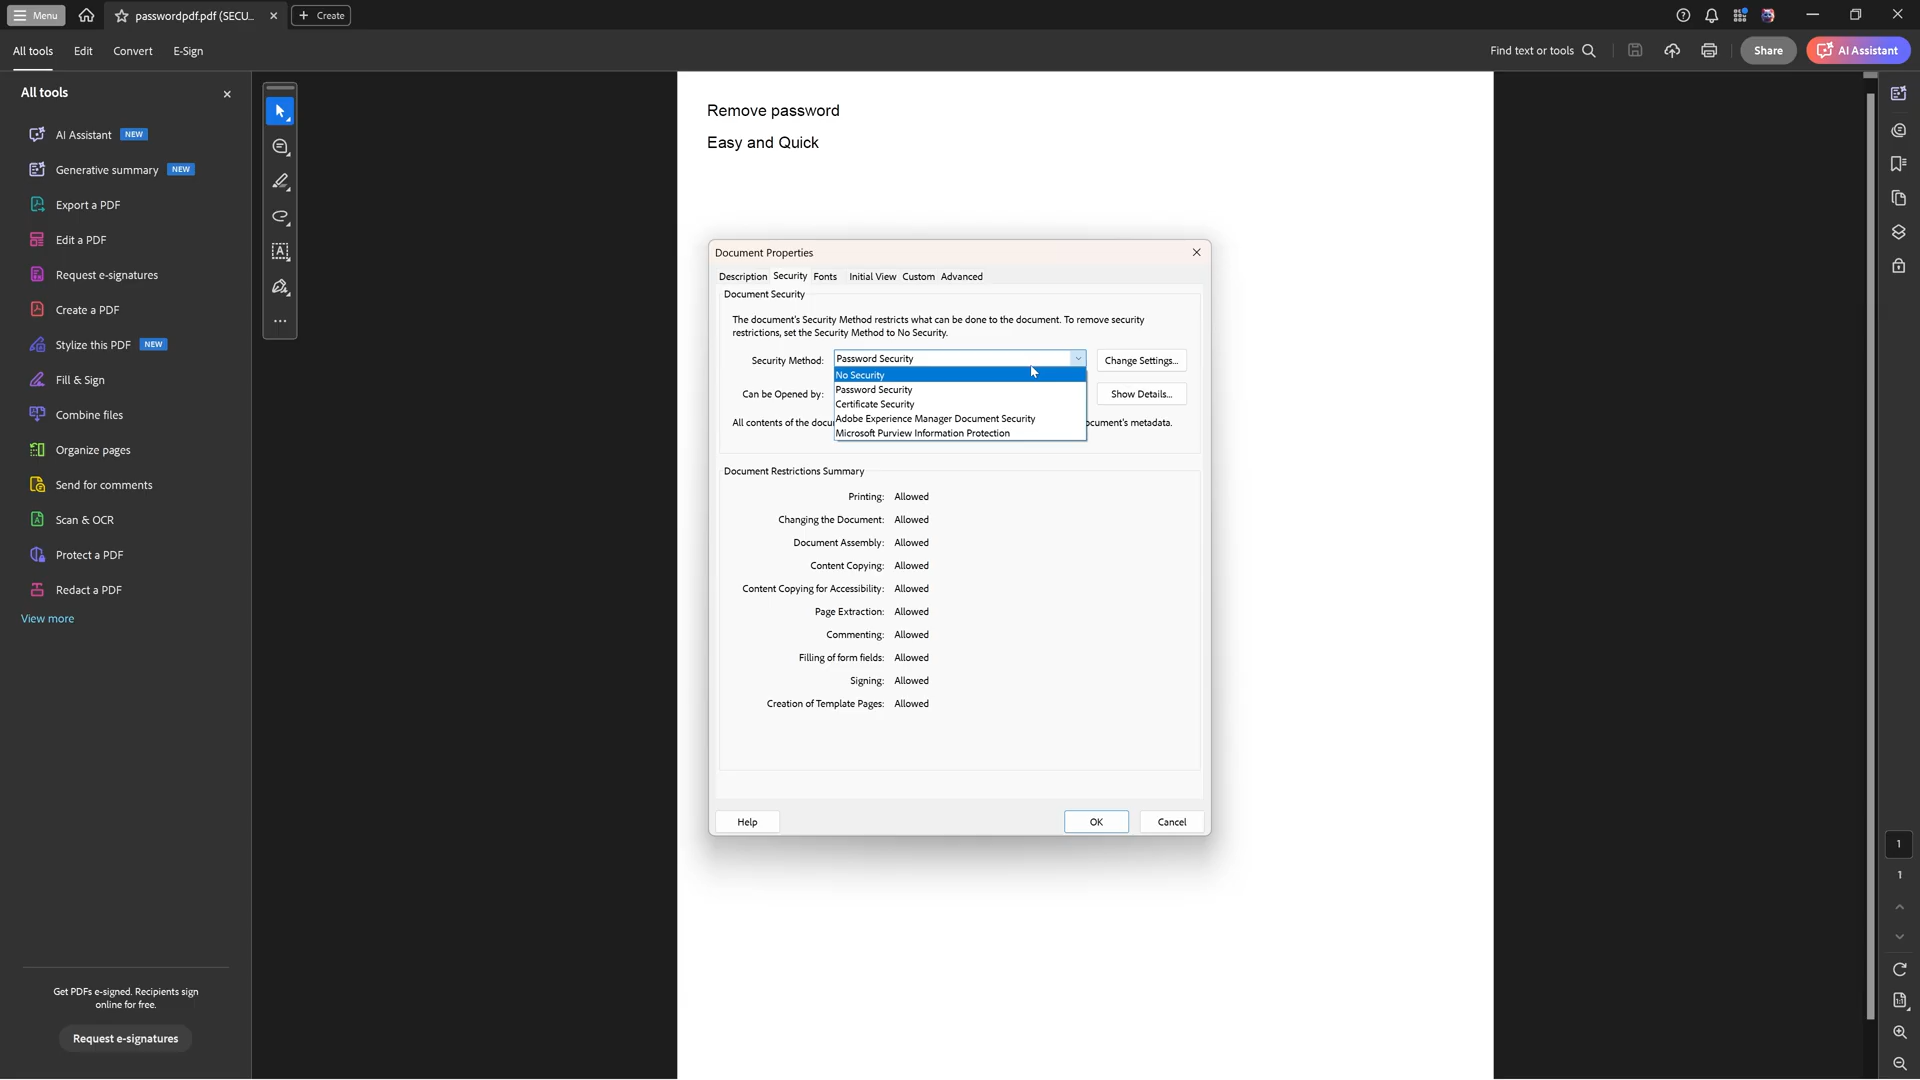 Menu
passwordpdf.pdf (SECU...
Create
All tools
Edit
Convert
E-Sign
Find text or tools
Share
AI Assistant
All tools
AI Assistant NEW
Generative summary NEW
Export a PDF
Edit a PDF
Request e-signatures
Create a PDF
Stylize this PDF NEW
Fill & Sign
Combine files
Organize pages
Send for comments
Scan & OCR
Protect a PDF
Redact a PDF
View more
Get PDFs e-signed. Recipients sign
online for free.
Request e-signatures
Remove password
Easy and Quick
Document Properties
Description Security Fonts Initial View Custom Advanced
Document Security
The document's Security Method restricts what can be done to the document. To remove security
restrictions, set the Security Method to No Security.
Security Method: Password Security Change Settings...
No Security
Password Security
Can be Opened by: Show Details...
Certificate Security
Adobe Experience Manager Document Security
All contents of the docu cument's metadata.
Microsoft Purview Information Protection
Document Restrictions Summary
Printing: Allowed
Changing the Document: Allowed
Document Assembly: Allowed
Content Copying: Allowed
Content Copying for Accessibility: Allowed
Page Extraction: Allowed
Commenting: Allowed
Filling of form fields: Allowed
Signing: Allowed
Creation of Template Pages: Allowed
Help
OK
Cancel
1
1